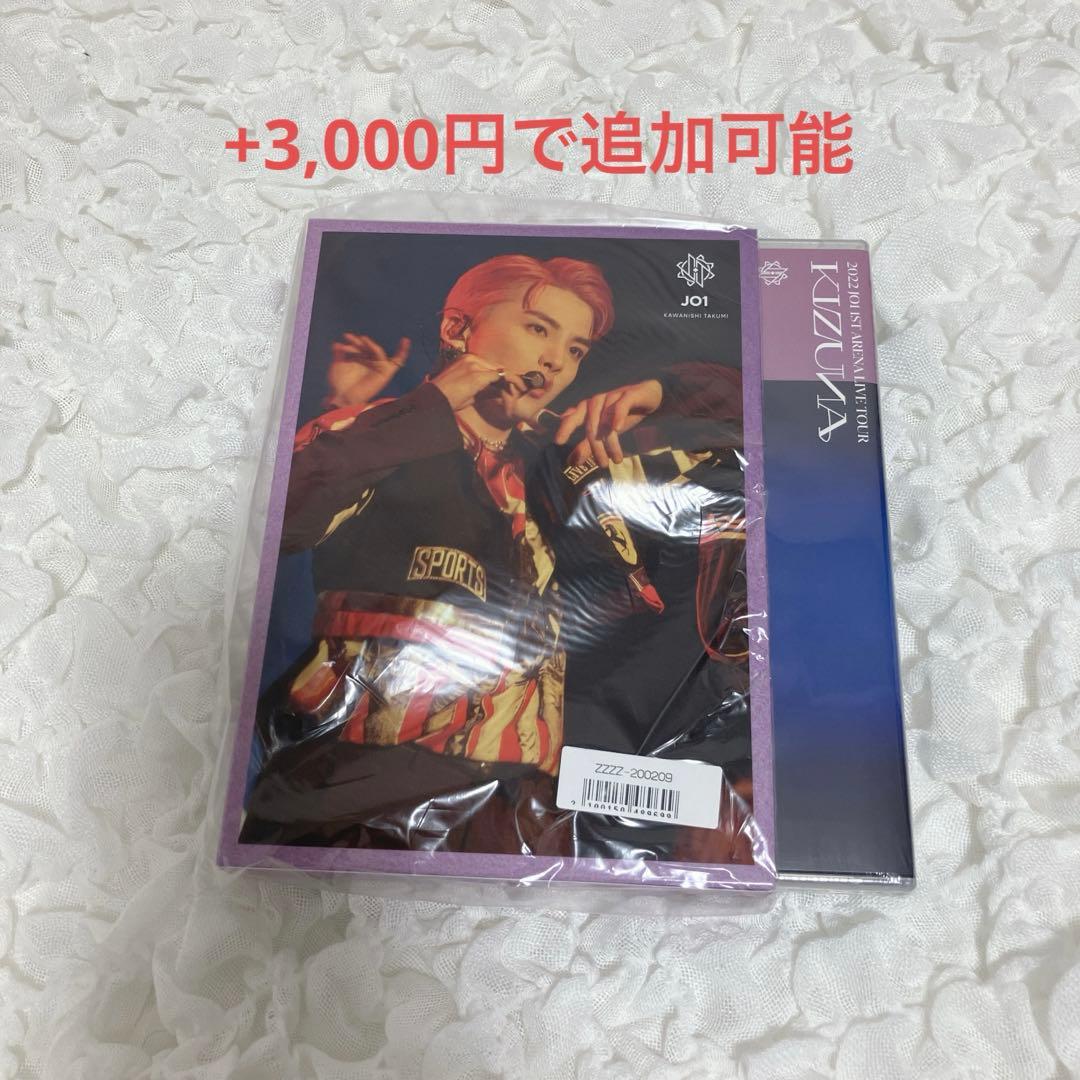 +3,000円で追加可能
JO1
KAWANISHI TAKUMI
2022 JO1 1ST ARENA LIVE TOUR
KIZUNA
SPORTS
ZZZZ-200209